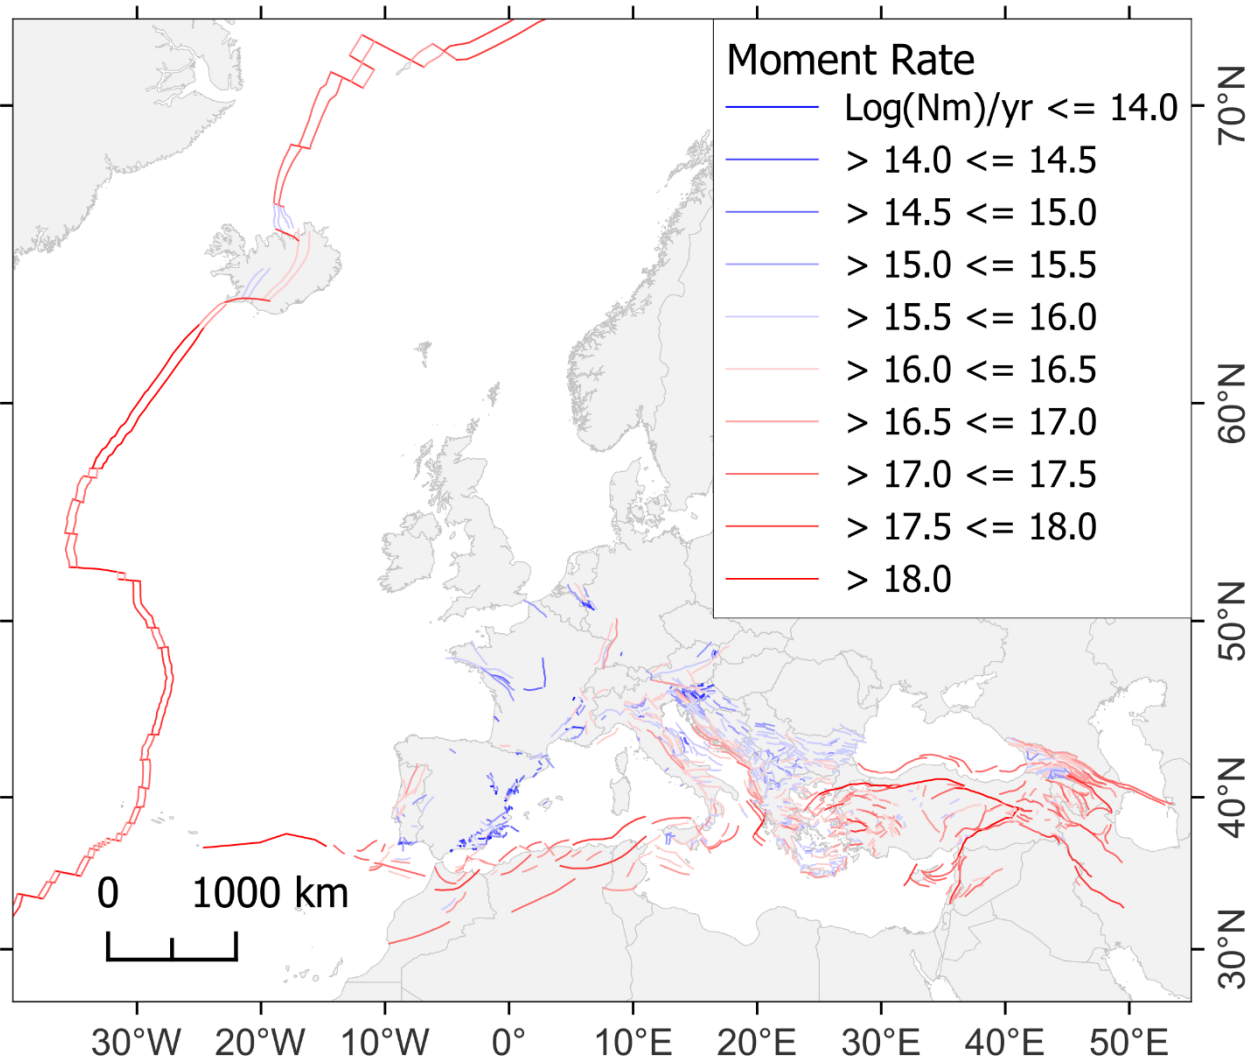 Moment Rate
Log(Nm)/yr <= 14.0
> 14.0 <= 14.5
> 14.5 <= 15.0
> 15.0 <= 15.5
> 15.5 <= 16.0
> 16.0 <= 16.5
> 16.5 <= 17.0
> 17.0 <= 17.5
> 17.5 <= 18.0
> 18.0
70°N
60°N
50°N
40°N
30°N
0 1000 km
30°W 20°W 10°W 0° 10°E 20°E 30°E 40°E 50°E